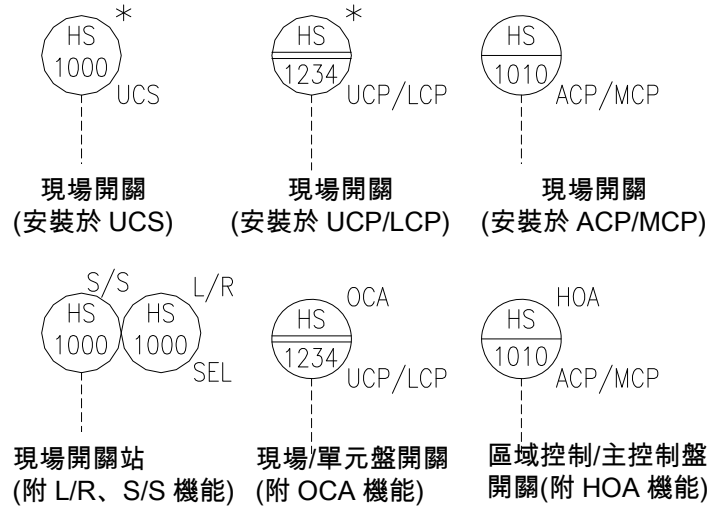 *
HS
1000
UCS
現場開關
(安裝於 UCS)
*
HS
1234
UCP/LCP
現場開關
(安裝於 UCP/LCP)
HS
1010
ACP/MCP
現場開關
(安裝於 ACP/MCP)
S/S
HS
1000
L/R
HS
1000
SEL
現場開關站
(附 L/R、S/S 機能)
OCA
HS
1234
UCP/LCP
現場/單元盤開關
(附 OCA 機能)
HOA
HS
1010
ACP/MCP
區域控制/主控制盤
開關(附 HOA 機能)